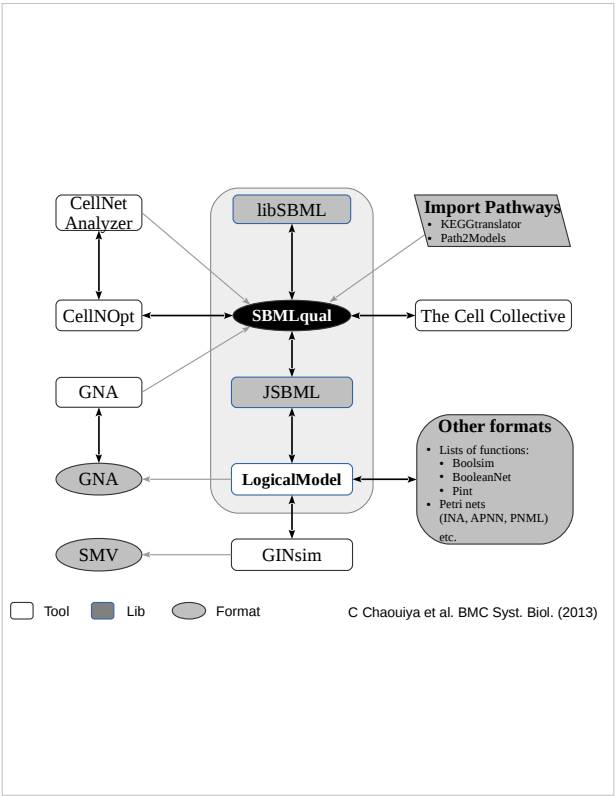 CellNet
Analyzer
libSBML
Import Pathways
• KEGGtranslator
• Path2Models
CellNOpt
SBMLqual
The Cell Collective
GNA
JSBML
Other formats
• Lists of functions:
• Boolsim
• BooleanNet
• Pint
• Petri nets
(INA, APNN, PNML)
etc.
GNA
LogicalModel
SMV
GINsim
Tool
Lib
Format
C Chaouiya et al. BMC Syst. Biol. (2013)